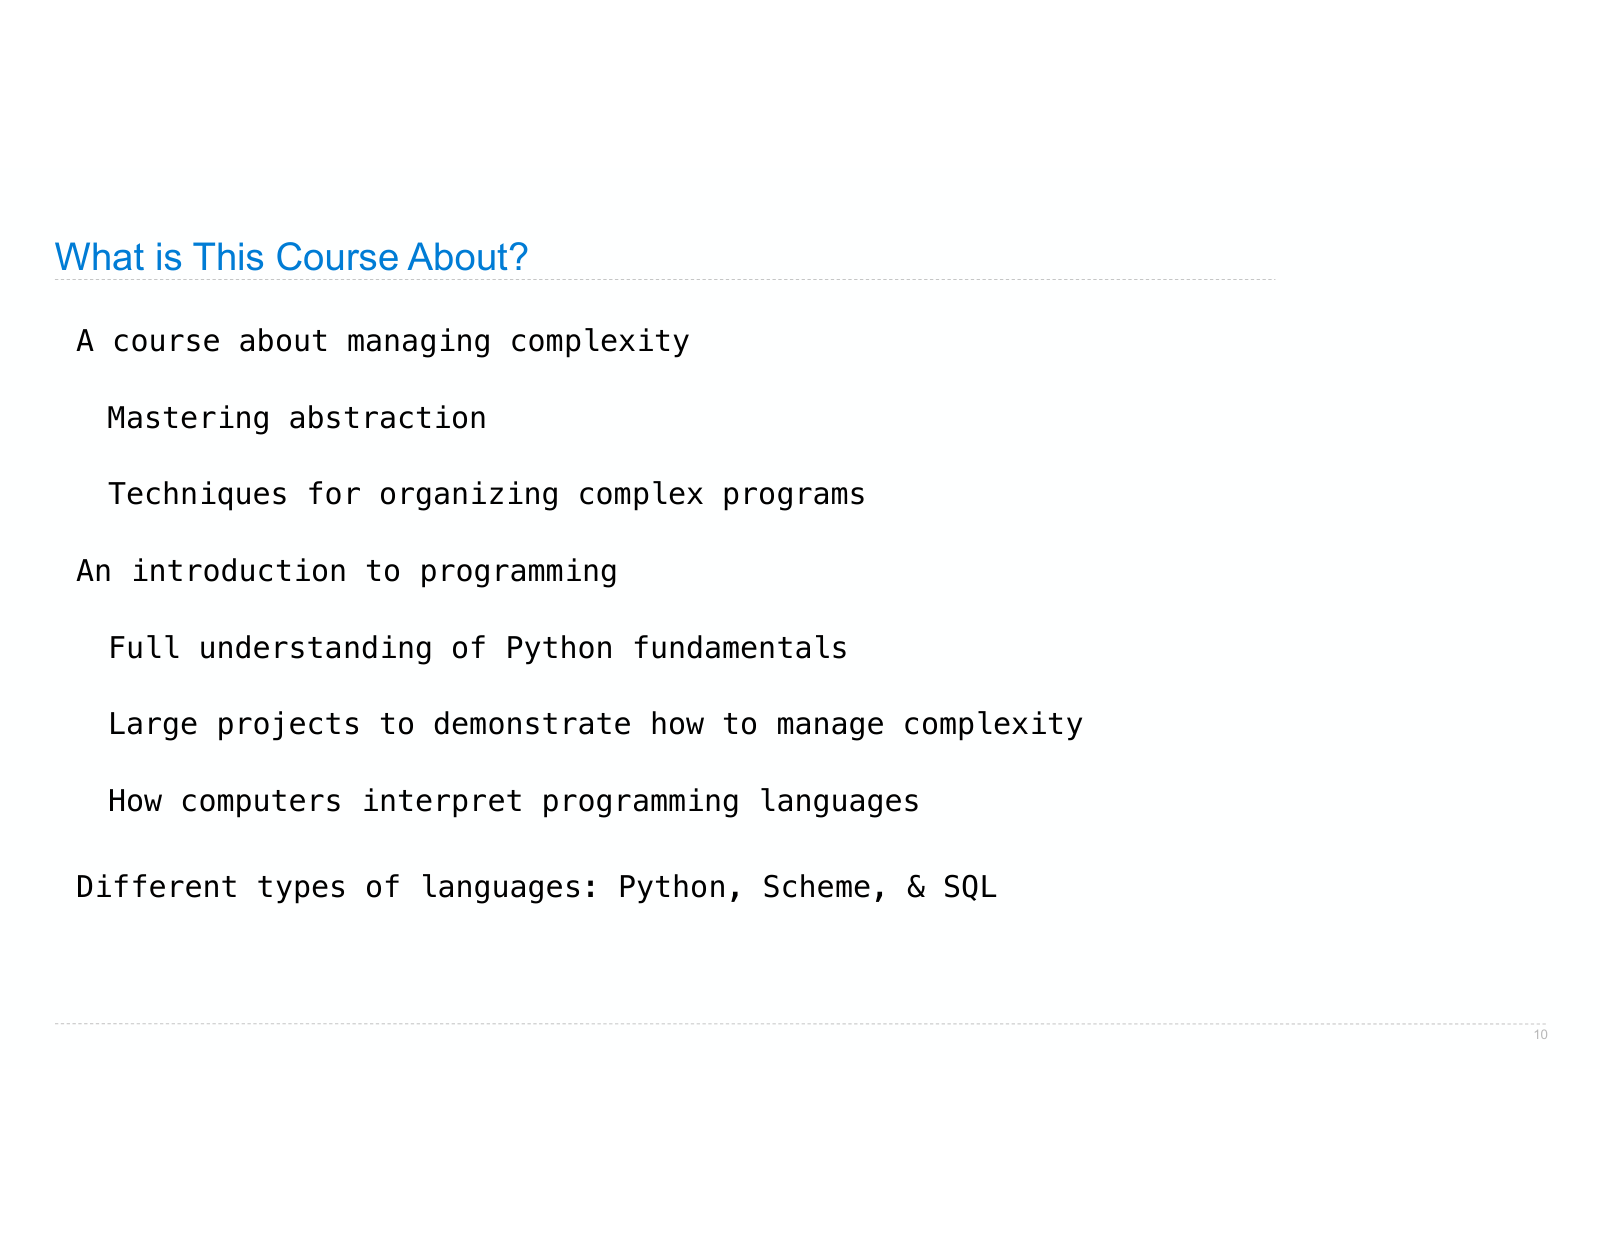 What is This Course About?
A course about managing complexity
Mastering abstraction
Techniques for organizing complex programs
An introduction to programming
Full understanding of Python fundamentals
Large projects to demonstrate how to manage complexity
How computers interpret programming languages
Different types of languages: Python, Scheme, & SQL
10